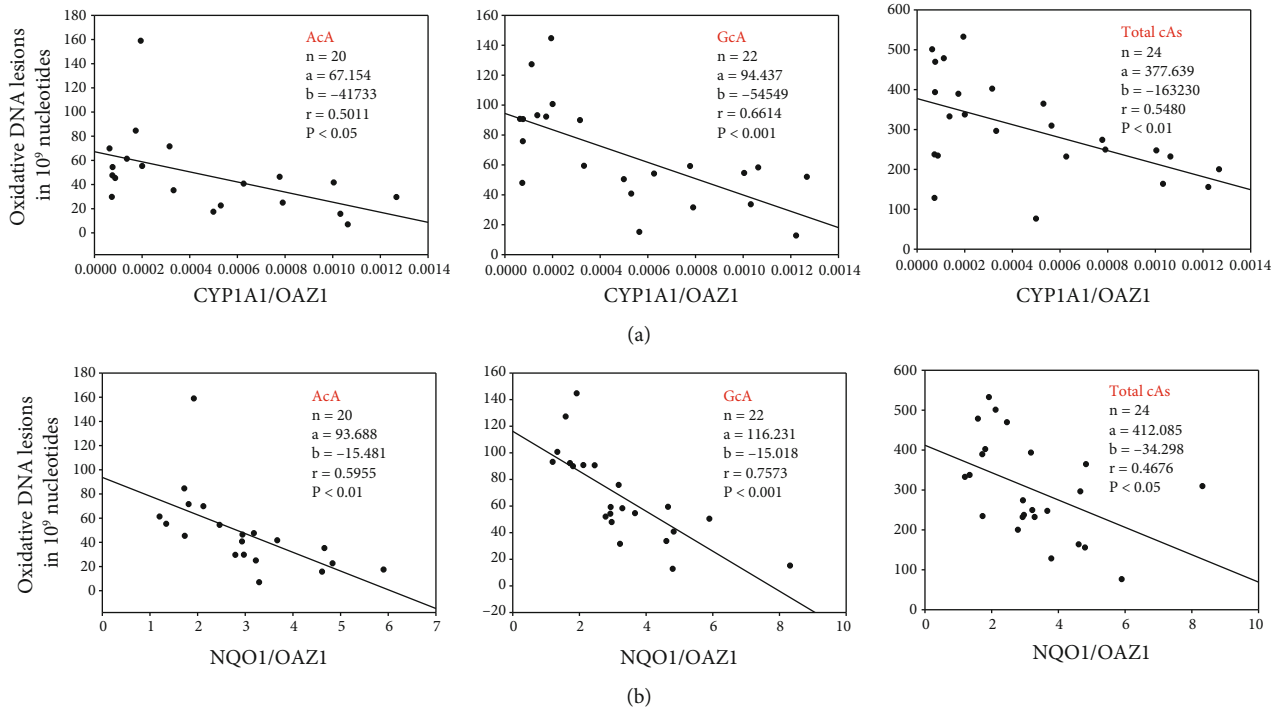 Oxidative DNA lesions
in 10⁹ nucleotides
180
160
140
120
100
80
60
40
20
0
AcA
n = 20
a = 67.154
b = –41733
r = 0.5011
P < 0.05
0.0000 0.0002 0.0004 0.0006 0.0008 0.0010 0.0012 0.0014
CYP1A1/OAZ1
160
140
120
100
80
60
40
20
0
GcA
n = 22
a = 94.437
b = –54549
r = 0.6614
P < 0.001
0.0000 0.0002 0.0004 0.0006 0.0008 0.0010 0.0012 0.0014
CYP1A1/OAZ1
600
500
400
300
200
100
0
Total cAs
n = 24
a = 377.639
b = –163230
r = 0.5480
P < 0.01
0.0000 0.0002 0.0004 0.0006 0.0008 0.0010 0.0012 0.0014
CYP1A1/OAZ1
(a)
Oxidative DNA lesions
in 10⁹ nucleotides
180
160
140
120
100
80
60
40
20
0
AcA
n = 20
a = 93.688
b = –15.481
r = 0.5955
P < 0.01
0 1 2 3 4 5 6 7
NQO1/OAZ1
160
140
120
100
80
60
40
20
0
–20
GcA
n = 22
a = 116.231
b = –15.018
r = 0.7573
P < 0.001
0 2 4 6 8 10
NQO1/OAZ1
600
500
400
300
200
100
0
Total cAs
n = 24
a = 412.085
b = –34.298
r = 0.4676
P < 0.05
0 2 4 6 8 10
NQO1/OAZ1
(b)